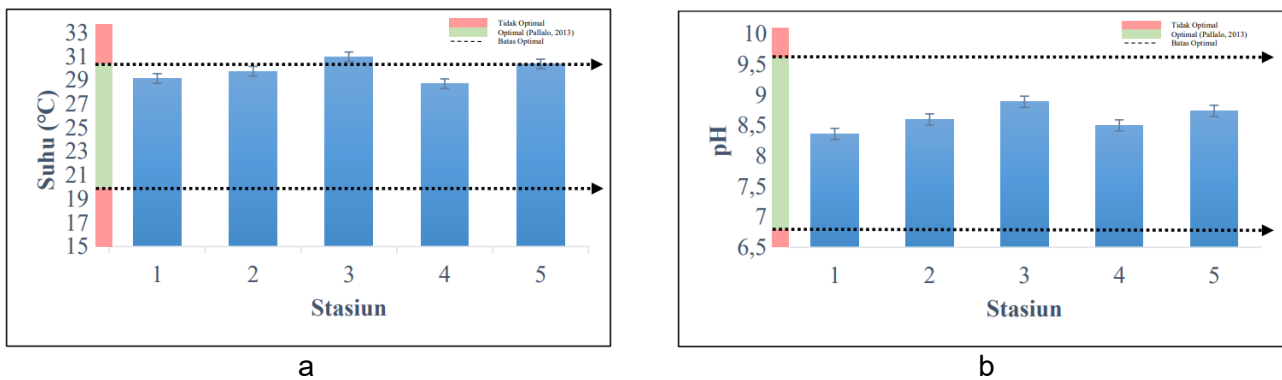 Tidak Optimal
Optimal (Pallalo, 2013)
Batas Optimal
33
31
29
27
25
23
21
19
17
15
Suhu (°C)
1 2 3 4 5
Stasiun
a
Tidak Optimal
Optimal (Pallalo, 2013)
Batas Optimal
10
9,5
9
8,5
8
7,5
7
6,5
pH
1 2 3 4 5
Stasiun
b